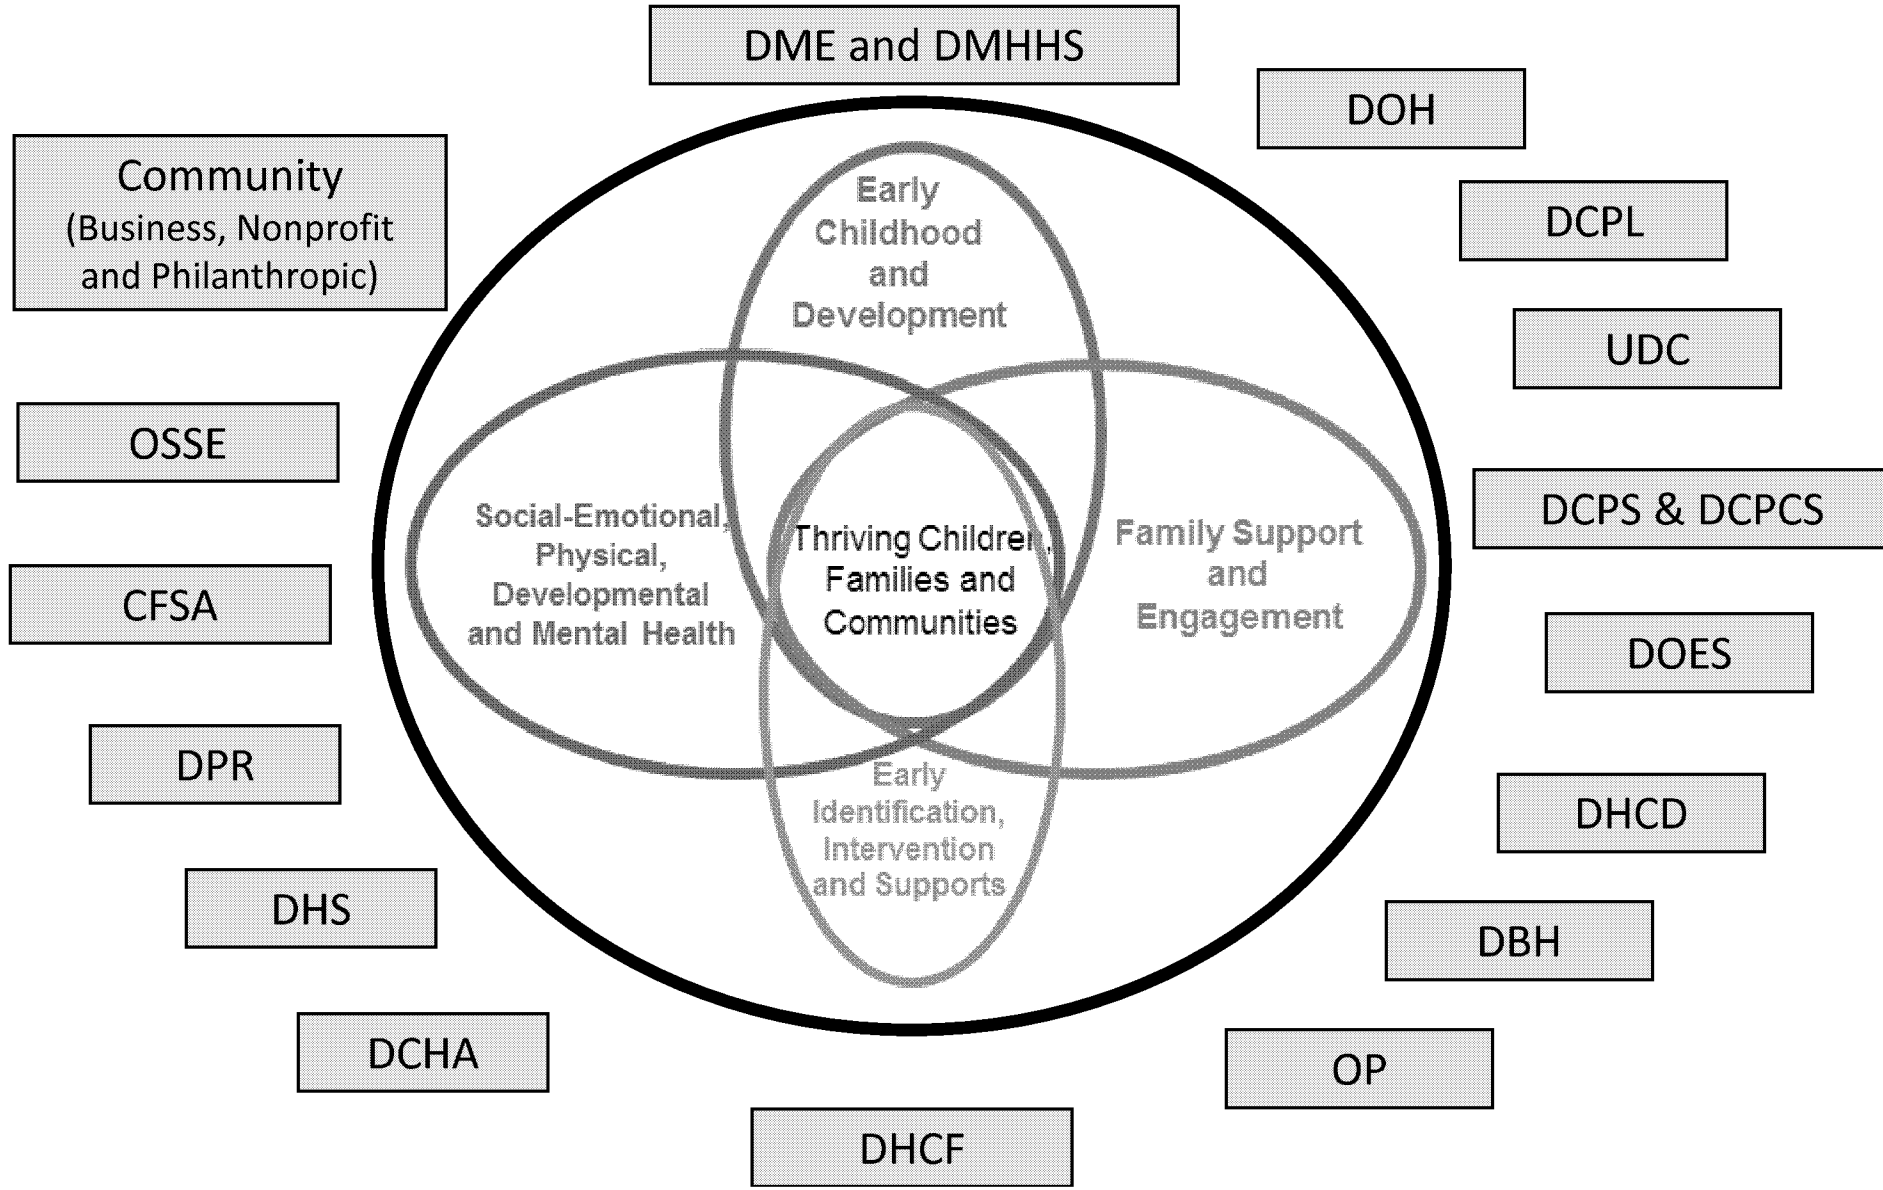 DME and DMHHS
DOH
Community
(Business, Nonprofit
and Philanthropic)
DCPL
UDC
OSSE
DCPS & DCPCS
CFSA
DOES
DPR
DHCD
DHS
DBH
DCHA
OP
DHCF
Early
Childhood
and
Development
Social-Emotional,
Physical,
Developmental
and Mental Health
Thriving Children,
Families and
Communities
Family Support
and
Engagement
Early
Identification,
Intervention
and Supports